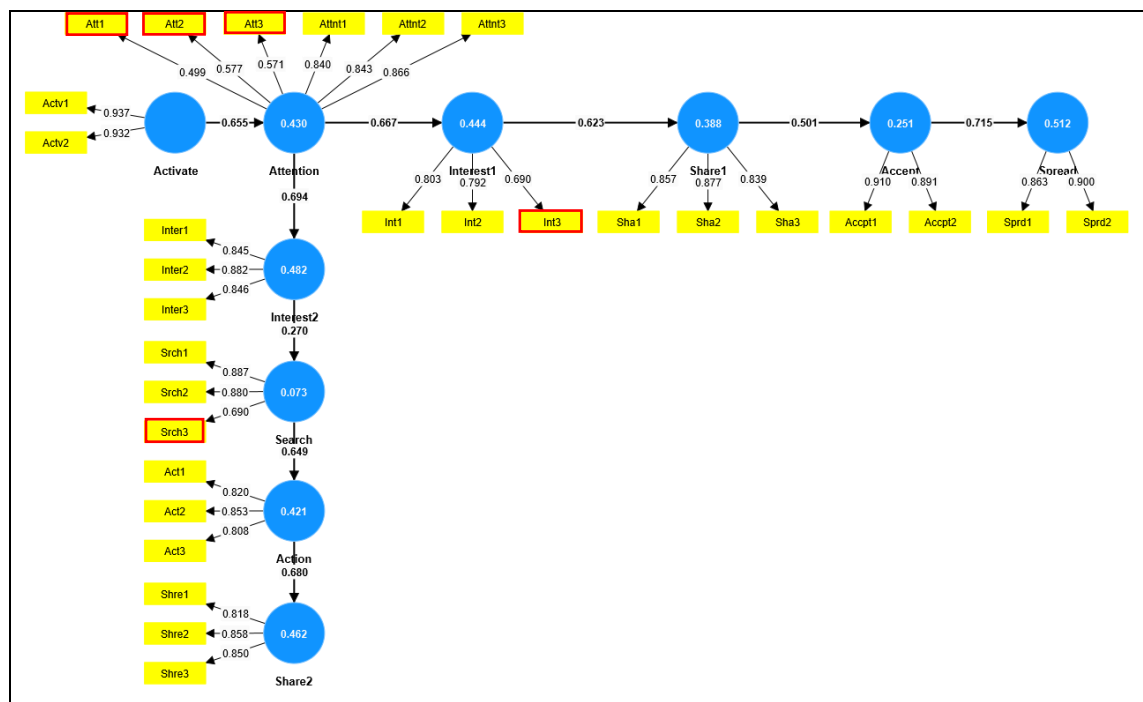 Att1 Att2 Att3 Attnt1 Attnt2 Attnt3
0.499 0.577 0.571 0.840 0.843 0.866
Actv1
Actv2
0.937
0.932
Activate
0.655
0.430
Attention
0.667
0.444
Interest1
0.623
0.388
Share1
0.501
0.251
Accept
0.715
0.512
Spread
0.803 0.792 0.690
Int1 Int2 Int3
0.857 0.877 0.839
Sha1 Sha2 Sha3
0.910 0.891
Accpt1 Accpt2
0.863 0.900
Sprd1 Sprd2
0.694
Inter1
Inter2
Inter3
0.845
0.882
0.846
0.482
Interest2
0.270
Srch1
Srch2
Srch3
0.887
0.880
0.690
0.073
Search
0.649
Act1
Act2
Act3
0.820
0.853
0.808
0.421
Action
0.680
Shre1
Shre2
Shre3
0.818
0.858
0.850
0.462
Share2